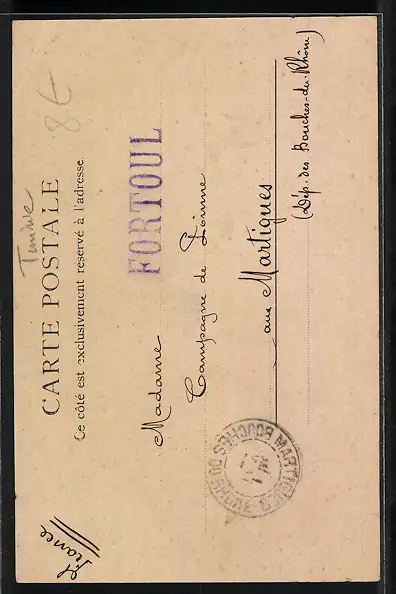 Tunisie
8 €
CARTE POSTALE
Ce côté est exclusivement réservé à l'adresse
France
Madame FORTOUL
Campagne de
aux Martigues
(Dép. des Bouches-du-Rhône)
MARTIGUES BOUCHES DU RHONE